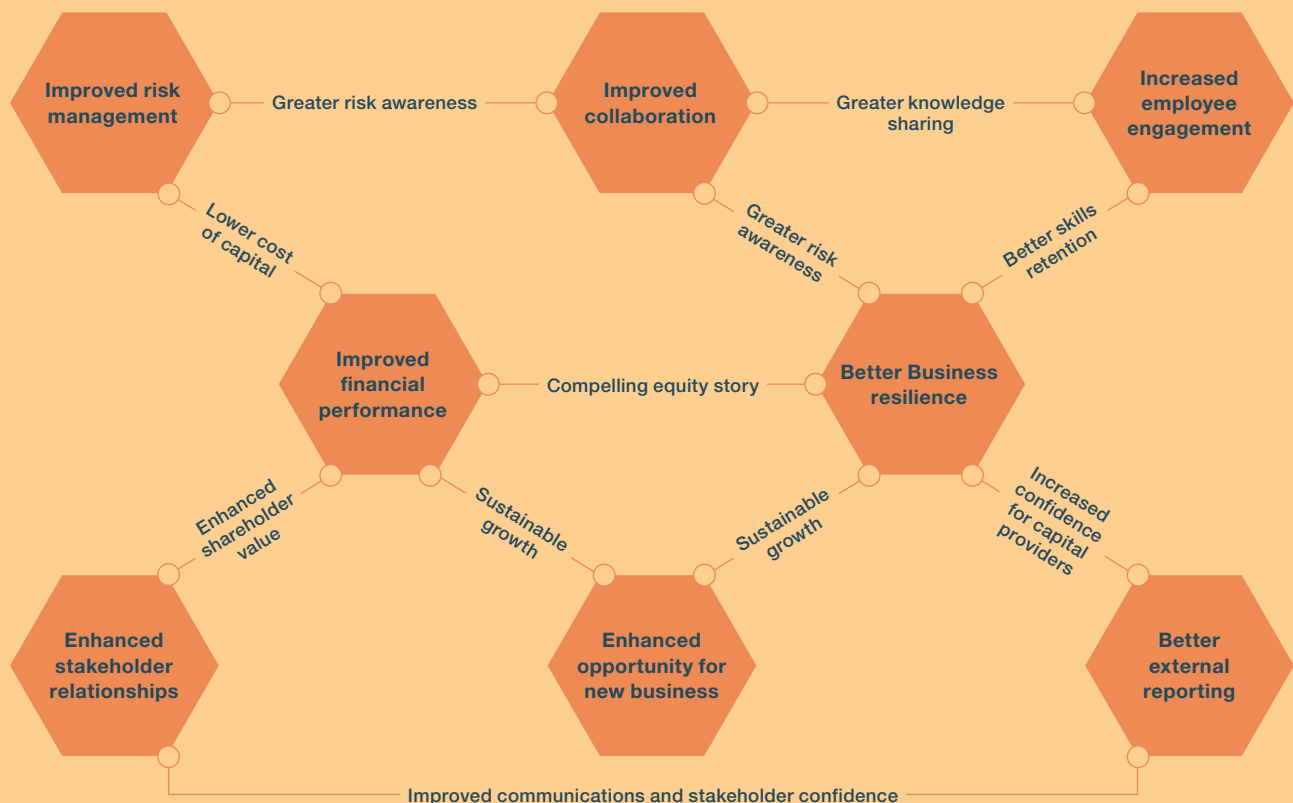 Improved risk
management
Greater risk awareness
Improved
collaboration
Greater knowledge
sharing
Increased
employee
engagement
Lower cost
of capital
Greater risk
awareness
Better skills
retention
Improved
financial
performance
Compelling equity story
Better Business
resilience
Enhanced
shareholder
value
Sustainable
growth
Sustainable
growth
Increased
confidence
for capital
providers
Enhanced
stakeholder
relationships
Enhanced
opportunity for
new business
Better
external
reporting
Improved communications and stakeholder confidence